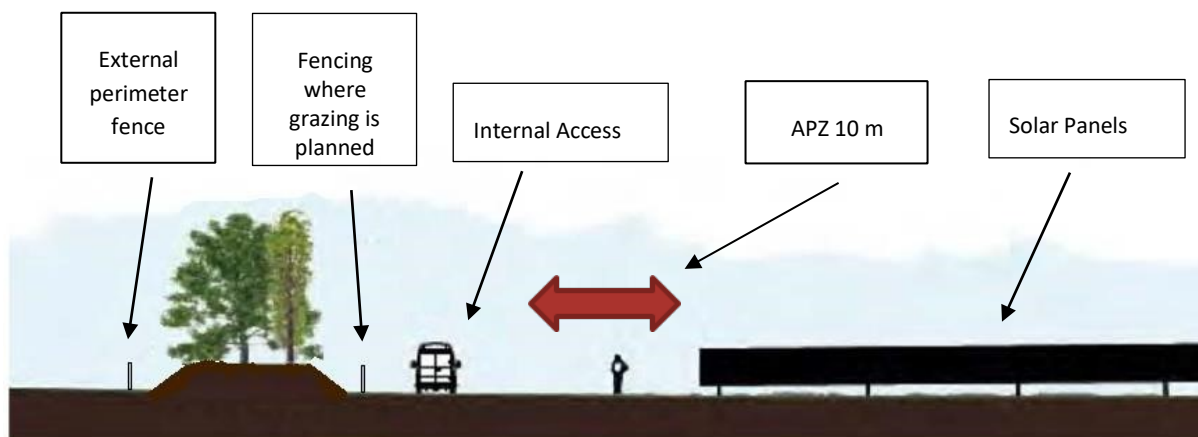 External
perimeter
fence
Fencing
where
grazing is
planned
Internal Access
APZ 10 m
Solar Panels